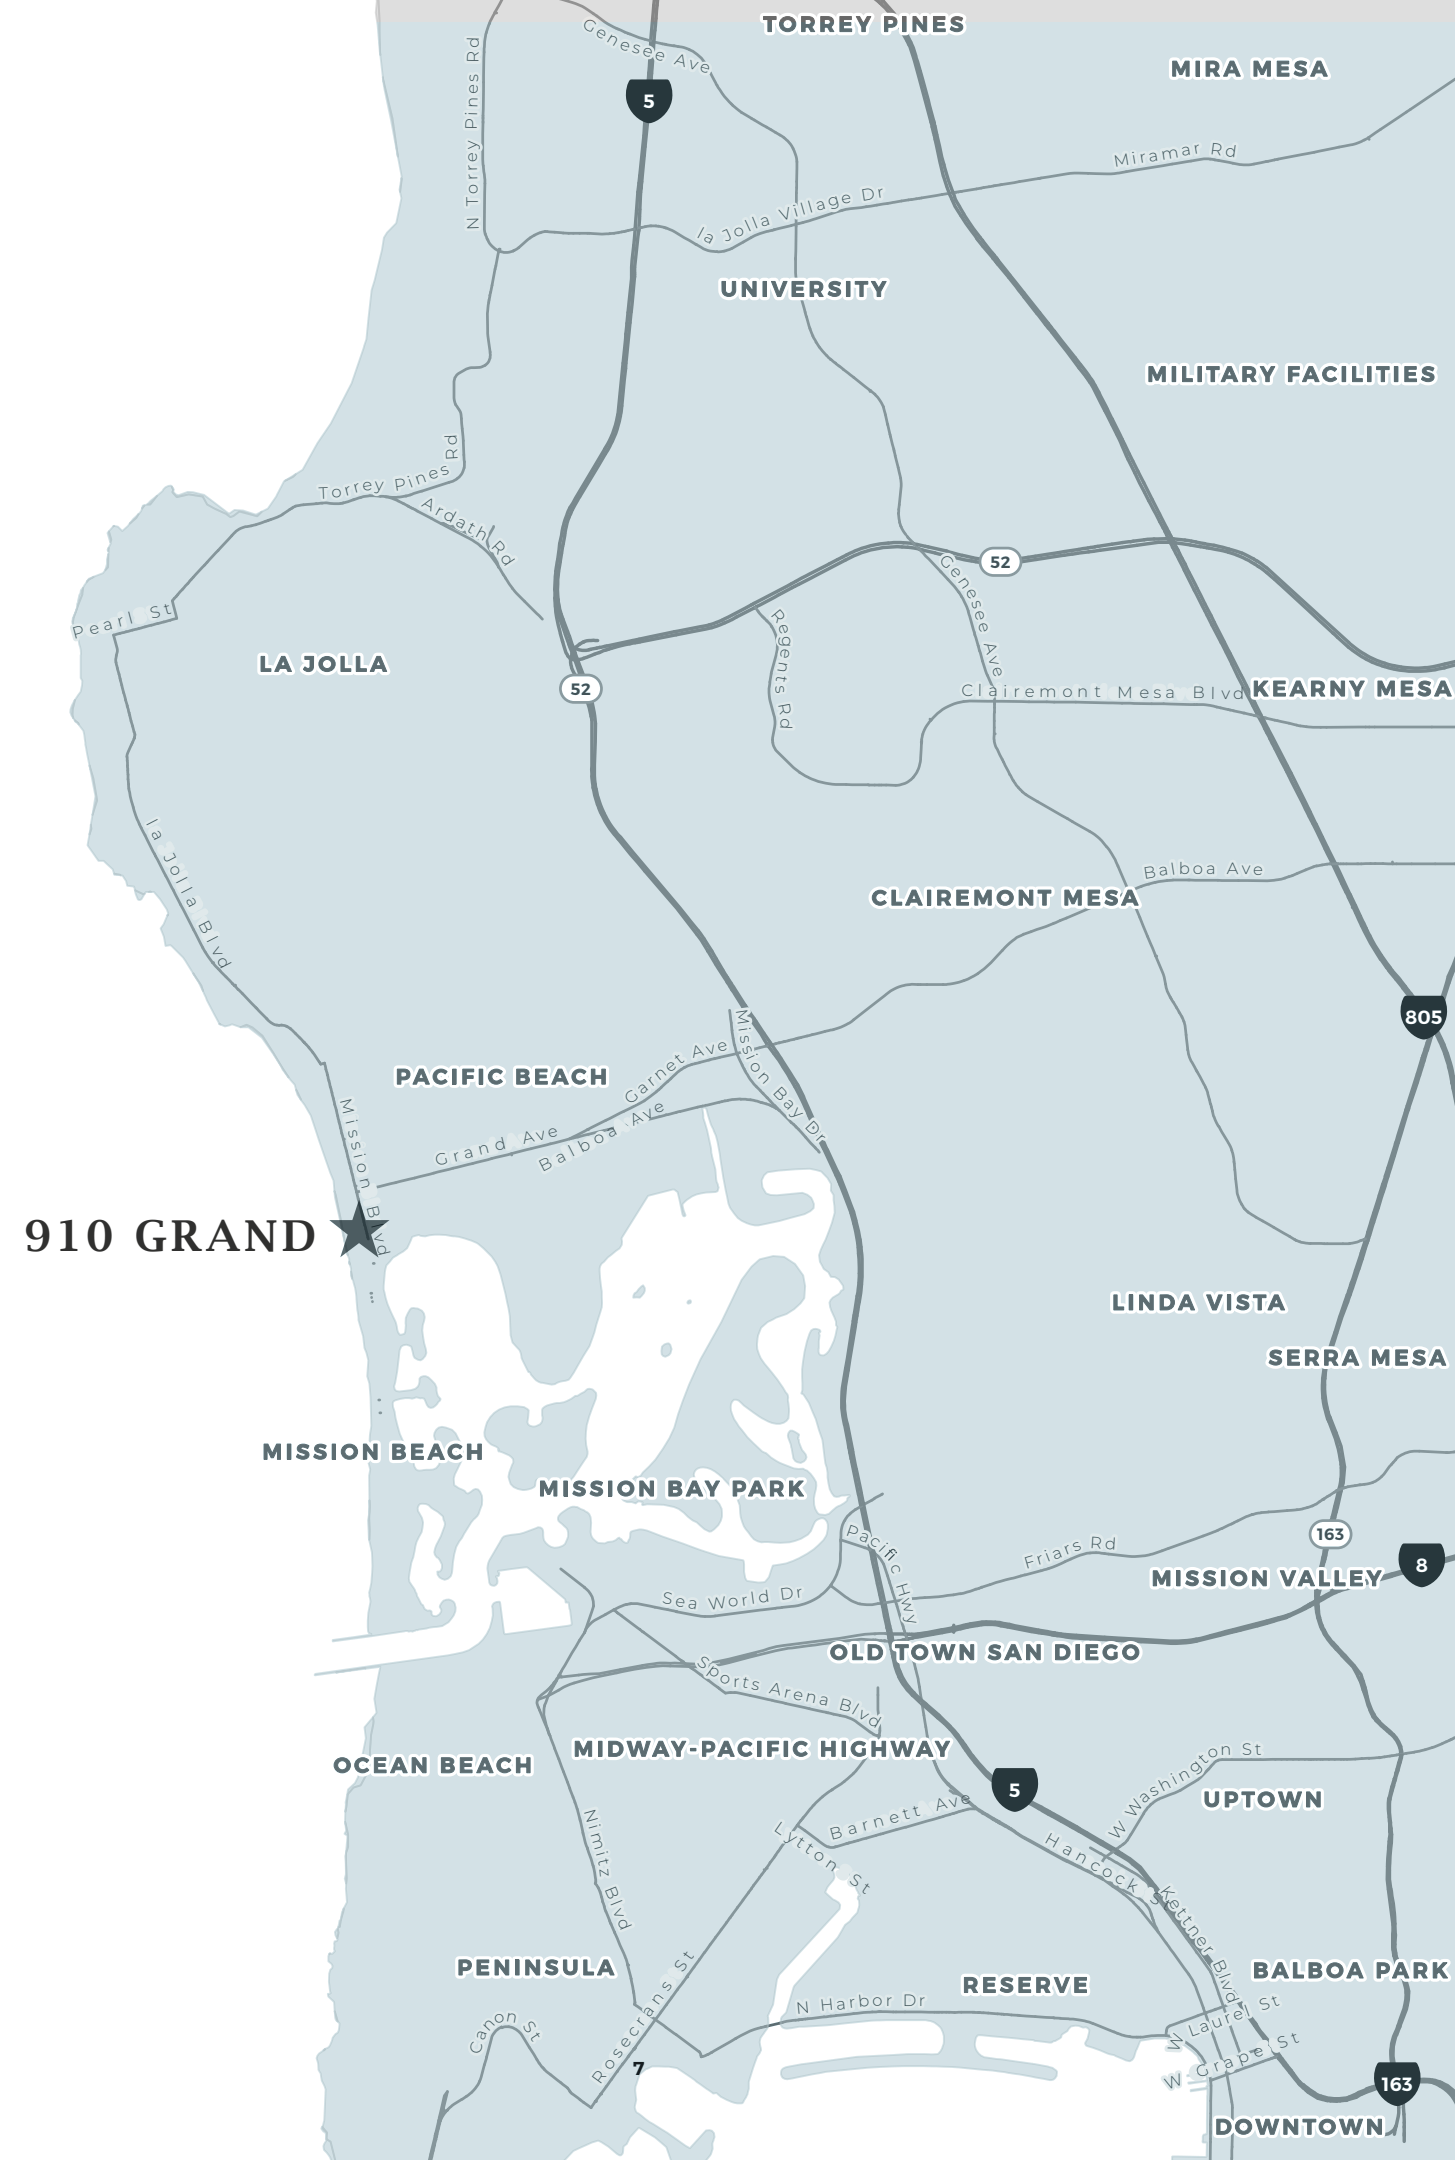 TORREY PINES
Genesee Ave
MIRA MESA
5
N Torrey Pines Rd
Miramar Rd
la Jolla Village Dr
UNIVERSITY
MILITARY FACILITIES
Torrey Pines Rd
Ardath Rd
52
Genesee Ave
Pearl St
Regents Rd
LA JOLLA
52
Clairemont Mesa Blvd
KEARNY MESA
la Jolla Blvd
Balboa Ave
CLAIREMONT MESA
805
Mission Bay Dr
Garnet Ave
PACIFIC BEACH
Mission Blvd
Grand Ave
Balboa Ave
910 GRAND
LINDA VISTA
SERRA MESA
MISSION BEACH
MISSION BAY PARK
Pacific Hwy
163
Friars Rd
8
MISSION VALLEY
Sea World Dr
OLD TOWN SAN DIEGO
Sports Arena Blvd
MIDWAY-PACIFIC HIGHWAY
OCEAN BEACH
W Washington St
5
UPTOWN
Nimitz Blvd
Barnett Ave
Lytton St
Hancock St
Kettner Blvd
PENINSULA
BALBOA PARK
RESERVE
Rosecrans St
N Harbor Dr
W Laurel St
Canon St
W Grape St
7
163
DOWNTOWN